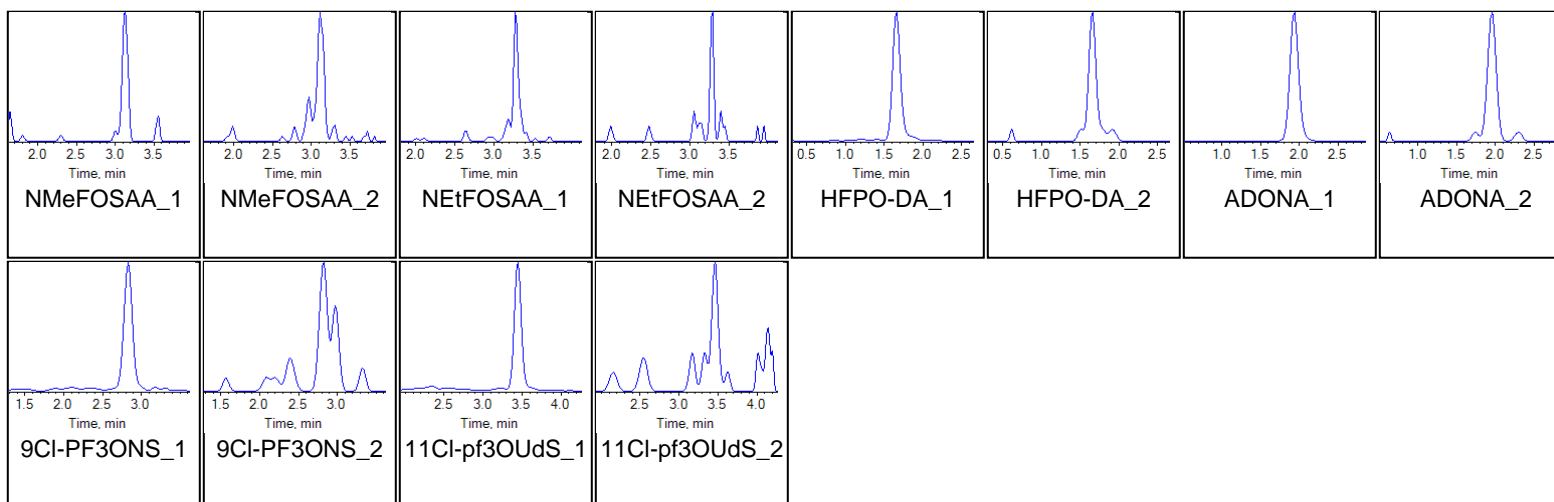 2.0 2.5 3.0 3.5
Time, min
NMeFOSAA_1
2.0 2.5 3.0 3.5
Time, min
NMeFOSAA_2
2.0 2.5 3.0 3.5
Time, min
NEtFOSAA_1
2.0 2.5 3.0 3.5
Time, min
NEtFOSAA_2
0.5 1.0 1.5 2.0 2.5
Time, min
HFPO-DA_1
0.5 1.0 1.5 2.0 2.5
Time, min
HFPO-DA_2
1.0 1.5 2.0 2.5
Time, min
ADONA_1
1.0 1.5 2.0 2.5
Time, min
ADONA_2
1.5 2.0 2.5 3.0
Time, min
9Cl-PF3ONS_1
1.5 2.0 2.5 3.0
Time, min
9Cl-PF3ONS_2
2.5 3.0 3.5 4.0
Time, min
11Cl-pf3OUdS_1
2.5 3.0 3.5 4.0
Time, min
11Cl-pf3OUdS_2